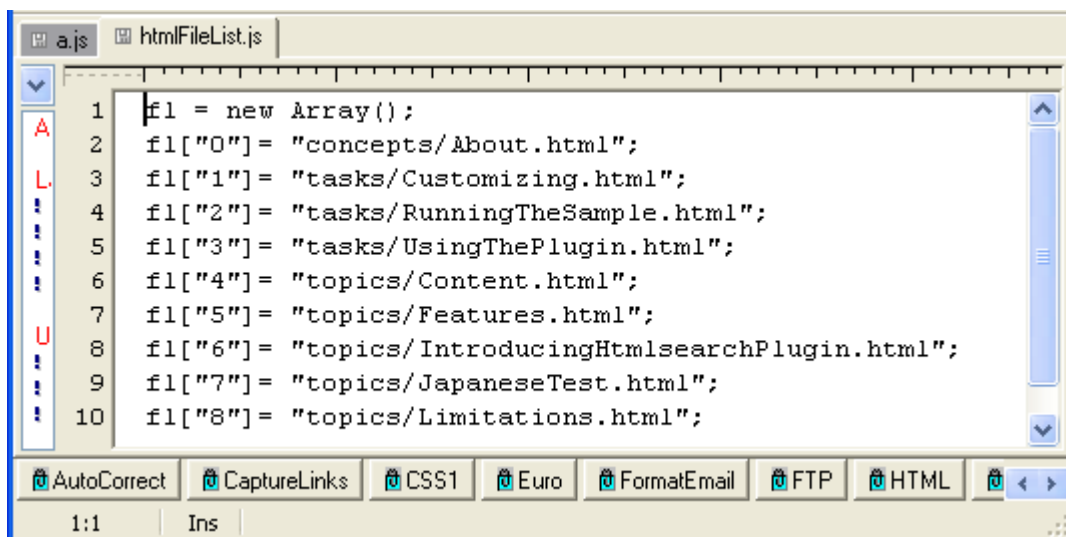 a.js htmlFileList.js
1 fl = new Array();
2 fl["0"]= "concepts/About.html";
3 fl["1"]= "tasks/Customizing.html";
4 fl["2"]= "tasks/RunningTheSample.html";
5 fl["3"]= "tasks/UsingThePlugin.html";
6 fl["4"]= "topics/Content.html";
7 fl["5"]= "topics/Features.html";
8 fl["6"]= "topics/IntroducingHtmlsearchPlugin.html";
9 fl["7"]= "topics/JapaneseTest.html";
10 fl["8"]= "topics/Limitations.html";
A
L
U
AutoCorrect CaptureLinks CSS1 Euro FormatEmail FTP HTML
1:1 Ins